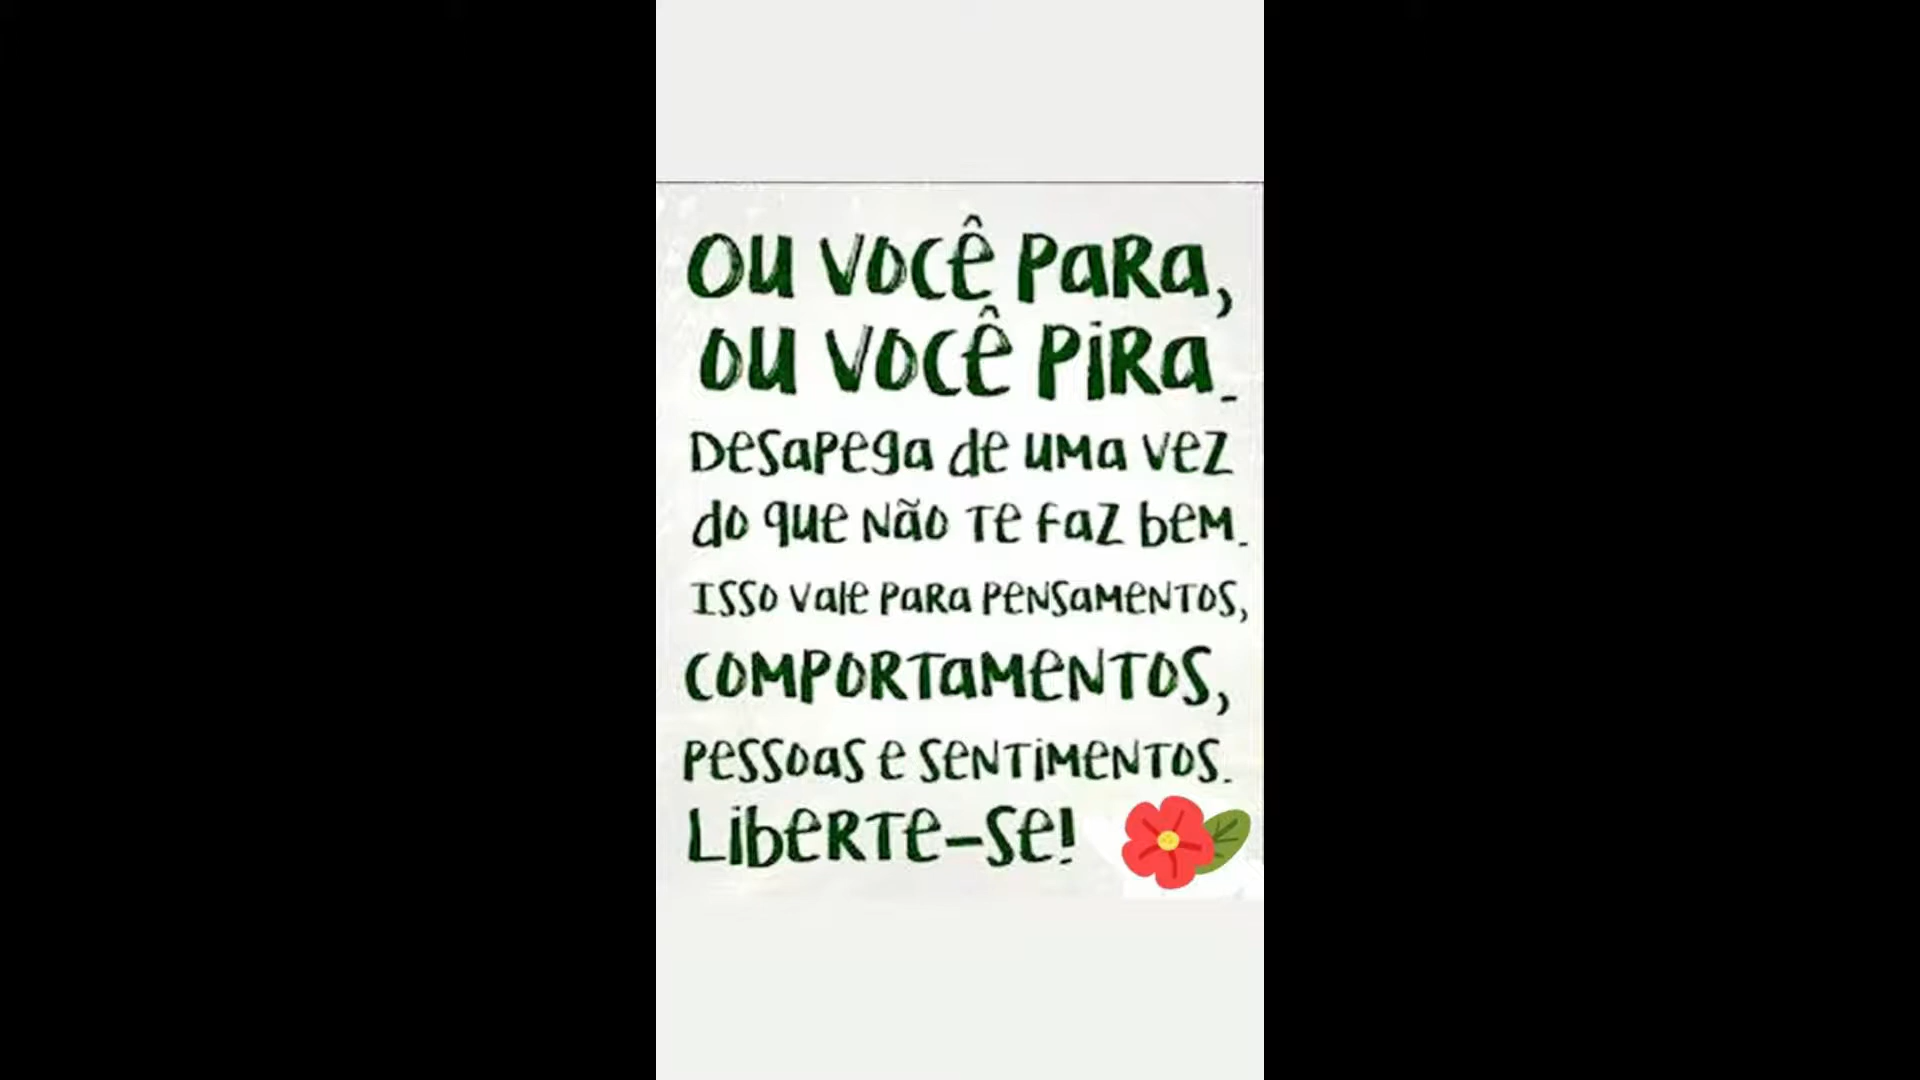 Ou você para,
ou você pira.
Desapega de uma vez
do que não te faz bem.
Isso vale para pensamentos,
comportamentos,
pessoas e sentimentos.
Liberte-se!